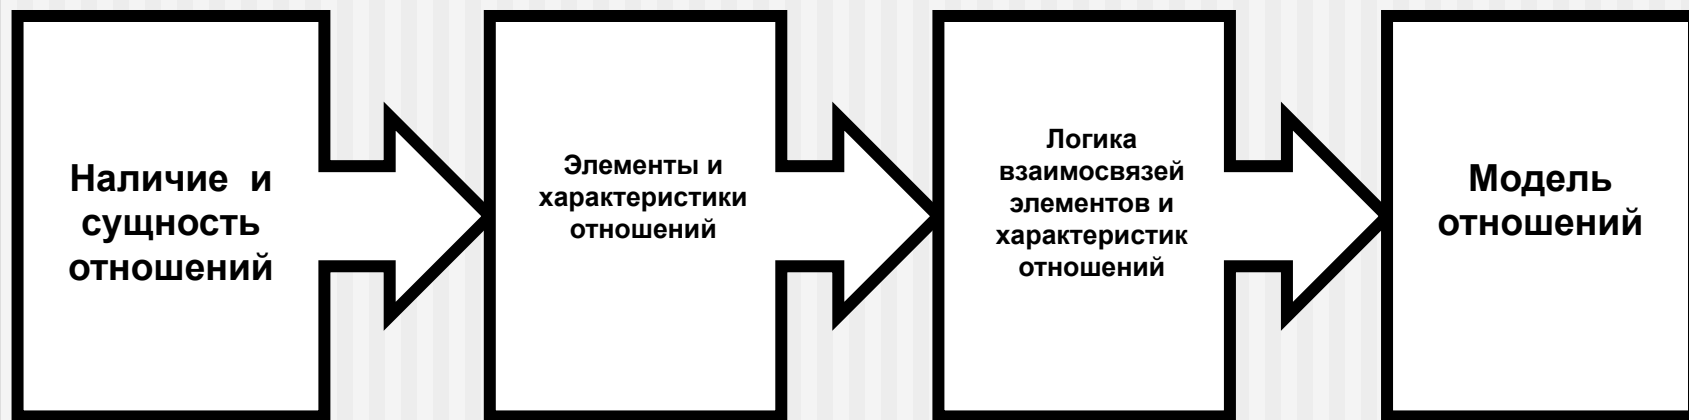 Наличие и
сущность
отношений
Элементы и
характеристики
отношений
Логика
взаимосвязей
элементов и
характеристик
отношений
Модель
отношений